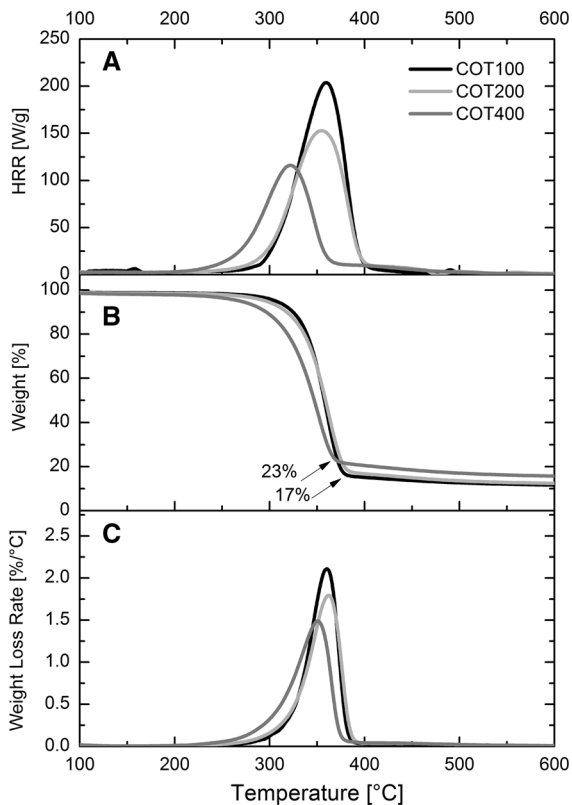 100 200 300 400 500 600
250
A
COT100
200
COT200
COT400
150
HRR [W/g]
100
50
0
100
B
80
Weight [%]
60
40
23%
20
17%
0
C
2.5
2.0
Weight Loss Rate [%/°C]
1.5
1.0
0.5
0.0
100 200 300 400 500 600
Temperature [°C]